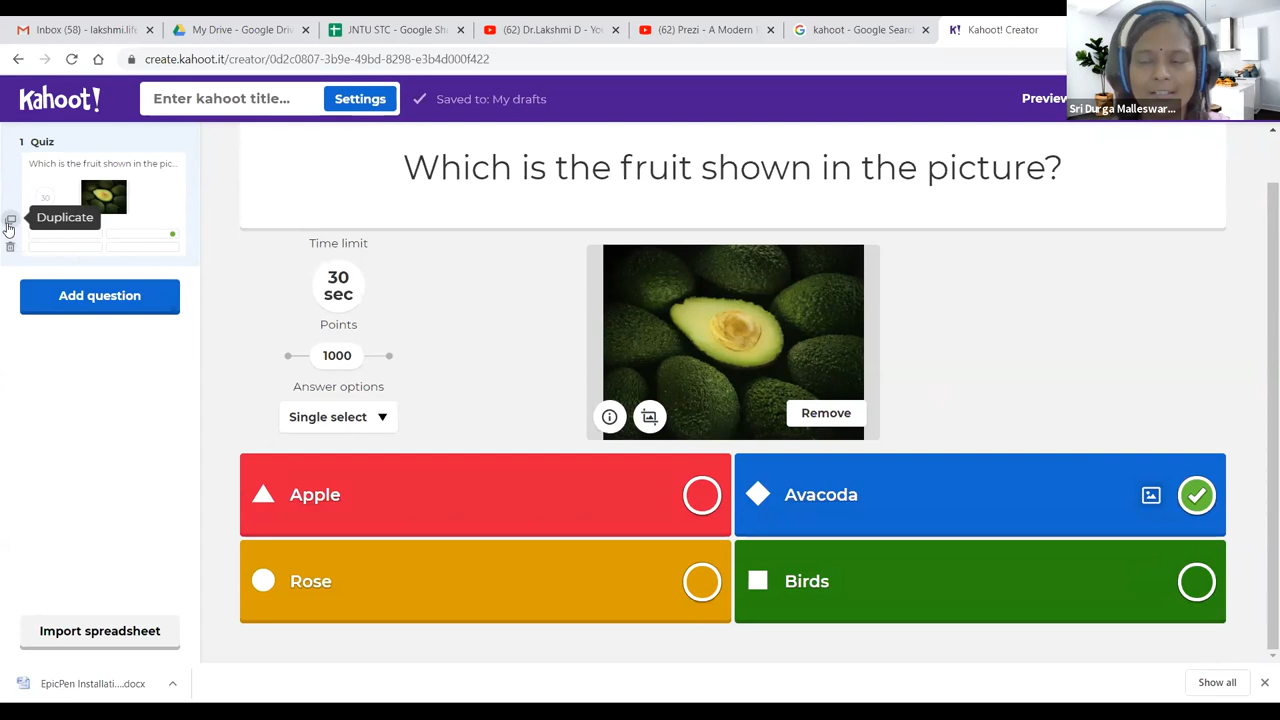 Inbox (58) - lakshmi.life
My Drive - Google Driv
JNTU STC - Google Sh
(62) Dr.Lakshmi D - Yo
(62) Prezi - A Modern
kahoot - Google Searc
K! Kahoot! Creator
create.kahoot.it/creator/0d2c0807-3b9e-49bd-8298-e3b4d000f422
Kahoot!
Enter kahoot title...
Settings
Saved to: My drafts
Preview
Sri Durga Malleswar...
1 Quiz
Which is the fruit shown in the pic...
30
Duplicate
Add question
Import spreadsheet
Which is the fruit shown in the picture?
Time limit
30
sec
Points
1000
Answer options
Single select
Remove
Apple
Avacoda
Rose
Birds
EpicPen Installati....docx
Show all